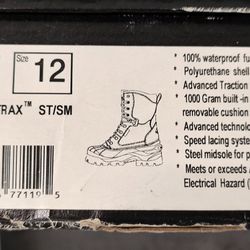 Size 12
TRAX™ ST/SM
77119 5
* 100% waterproof fu
* Polyurethane shell
* Advanced Traction
* 1000 Gram built-in
removable cushion
* Advanced technolo
* Speed lacing system
* Steel midsole for p
* Meets or exceeds A
Electrical Hazard (